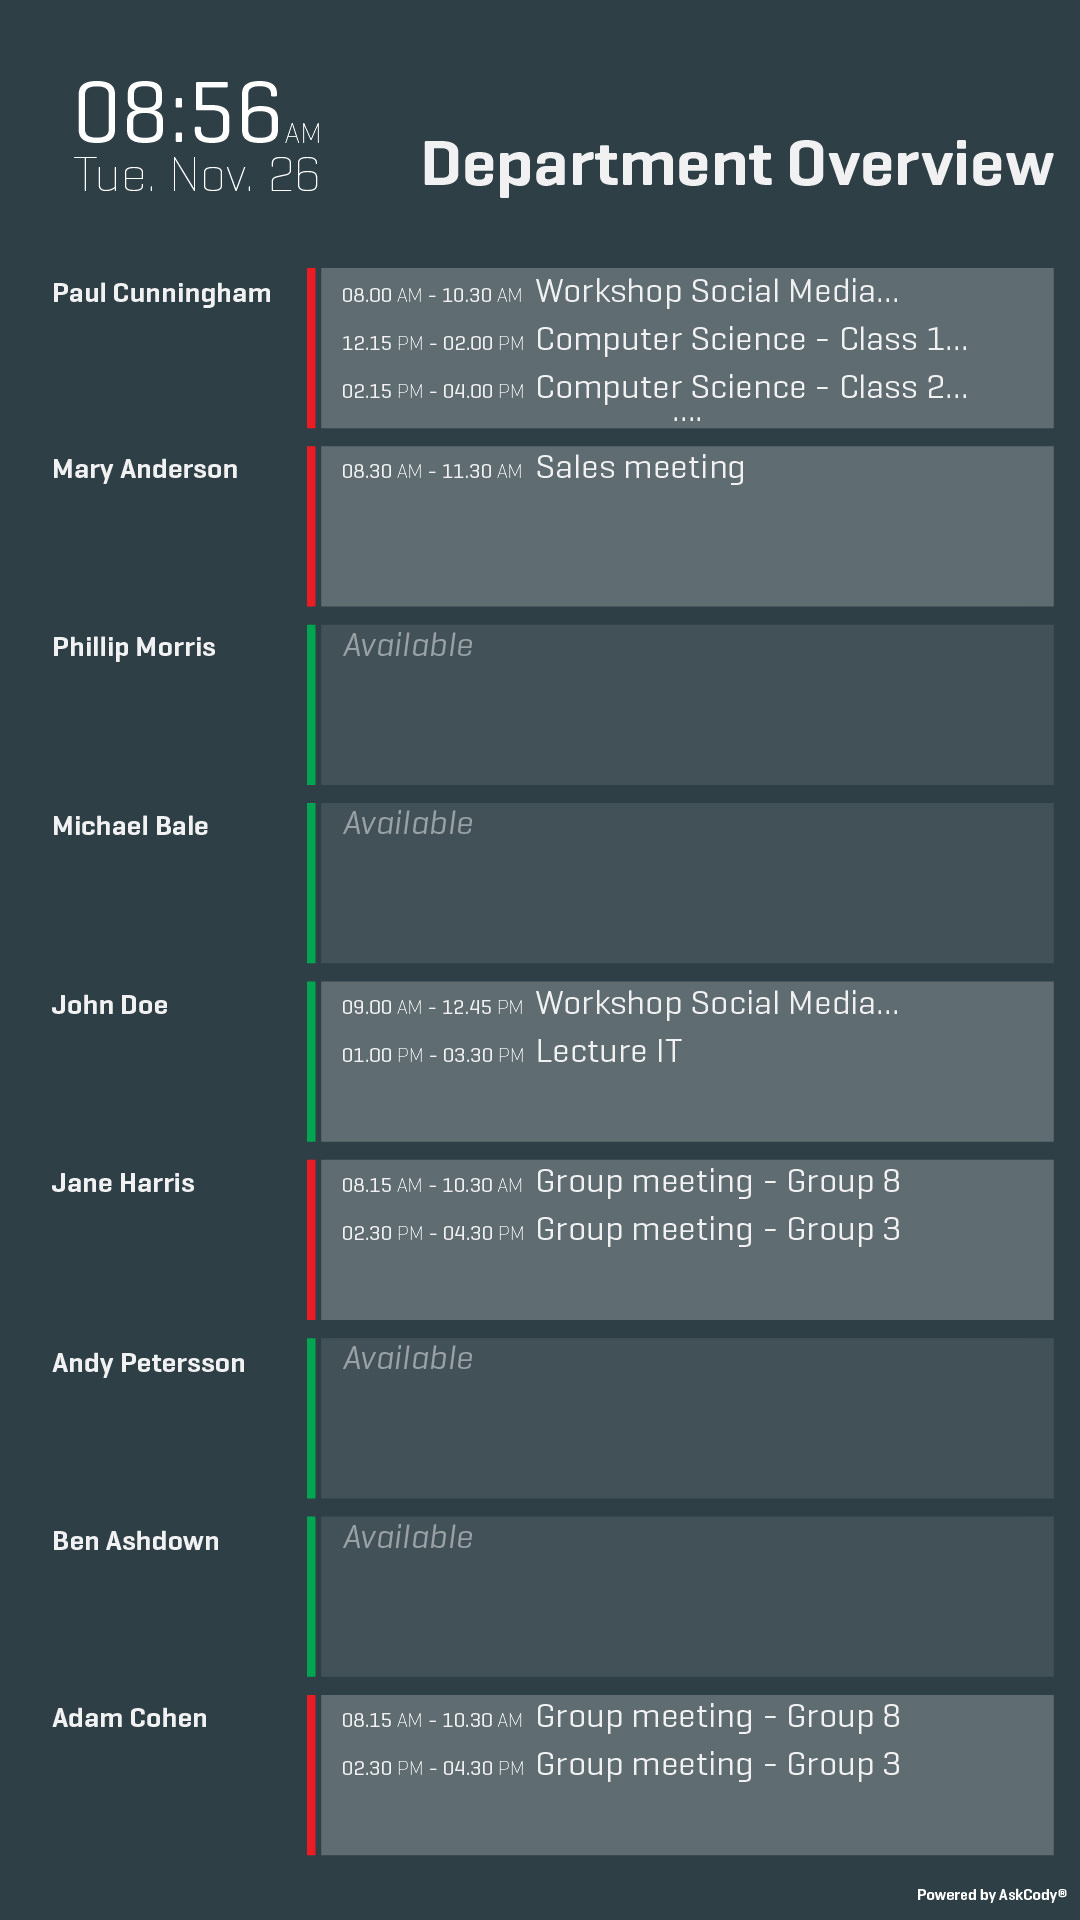 08:56 AM
Tue. Nov. 26
Department Overview
Paul Cunningham
08.00 AM - 10.30 AM Workshop Social Media...
12.15 PM - 02.00 PM Computer Science - Class 1...
02.15 PM - 04.00 PM Computer Science - Class 2...
....
Mary Anderson
08.30 AM - 11.30 AM Sales meeting
Phillip Morris
Available
Michael Bale
Available
John Doe
09.00 AM - 12.45 PM Workshop Social Media...
01.00 PM - 03.30 PM Lecture IT
Jane Harris
08.15 AM - 10.30 AM Group meeting - Group 8
02.30 PM - 04.30 PM Group meeting - Group 3
Andy Petersson
Available
Ben Ashdown
Available
Adam Cohen
08.15 AM - 10.30 AM Group meeting - Group 8
02.30 PM - 04.30 PM Group meeting - Group 3
Powered by AskCody®